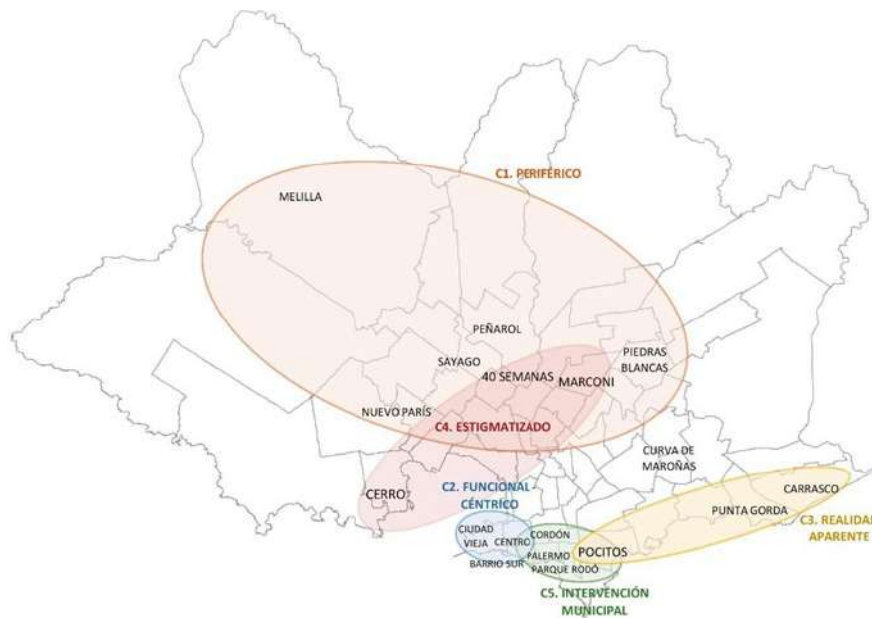 C1. PERIFÉRICO
MELILLA
PEÑAROL
SAYAGO
PIEDRAS
BLANCAS
40 SEMANAS
MARCONI
NUEVO PARÍS
C4. ESTIGMATIZADO
CURVA DE
MAROÑAS
CERRO
C2. FUNCIONAL
CÉNTRICO
CARRASCO
PUNTA GORDA
C3. REALIDAD
APARENTE
CIUDAD
VIEJA
CENTRO
CORDÓN
PALERMO
POCITOS
BARRIO SUR
PARQUE RODÓ
C5. INTERVENCIÓN
MUNICIPAL